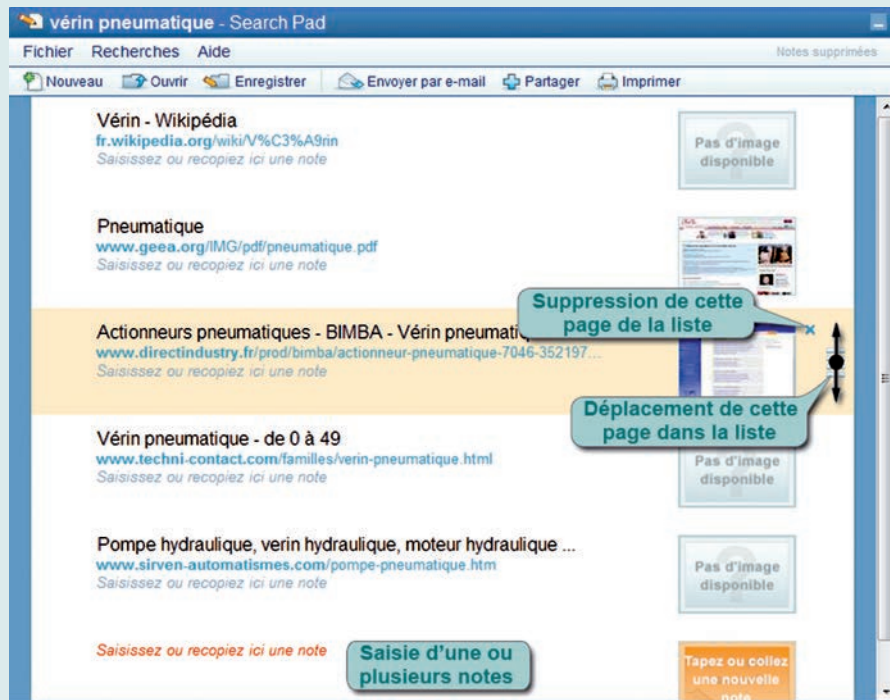 vérin pneumatique - Search Pad
Fichier Recherches Aide Notes supprimées
Nouveau Ouvrir Enregistrer Envoyer par e-mail Partager Imprimer
Vérin - Wikipédia
fr.wikipedia.org/wiki/V%C3%A9rin
Saisissez ou recopiez ici une note
Pas d'image
disponible
Pneumatique
www.geea.org/IMG/pdf/pneumatique.pdf
Saisissez ou recopiez ici une note
Suppression de cette
page de la liste
Actionneurs pneumatiques - BIMBA - Vérin pneumatiq
www.directindustry.fr/prod/bimba/actionneur-pneumatique-7046-352197...
Saisissez ou recopiez ici une note
Déplacement de cette
page dans la liste
Vérin pneumatique - de 0 à 49
www.techni-contact.com/familles/verin-pneumatique.html
Saisissez ou recopiez ici une note
Pas d'image
disponible
Pompe hydraulique, verin hydraulique, moteur hydraulique ...
www.sirven-automatismes.com/pompe-pneumatique.htm
Saisissez ou recopiez ici une note
Pas d'image
disponible
Saisissez ou recopiez ici une note
Saisie d'une ou
plusieurs notes
Tapez ou collez
une nouvelle
note